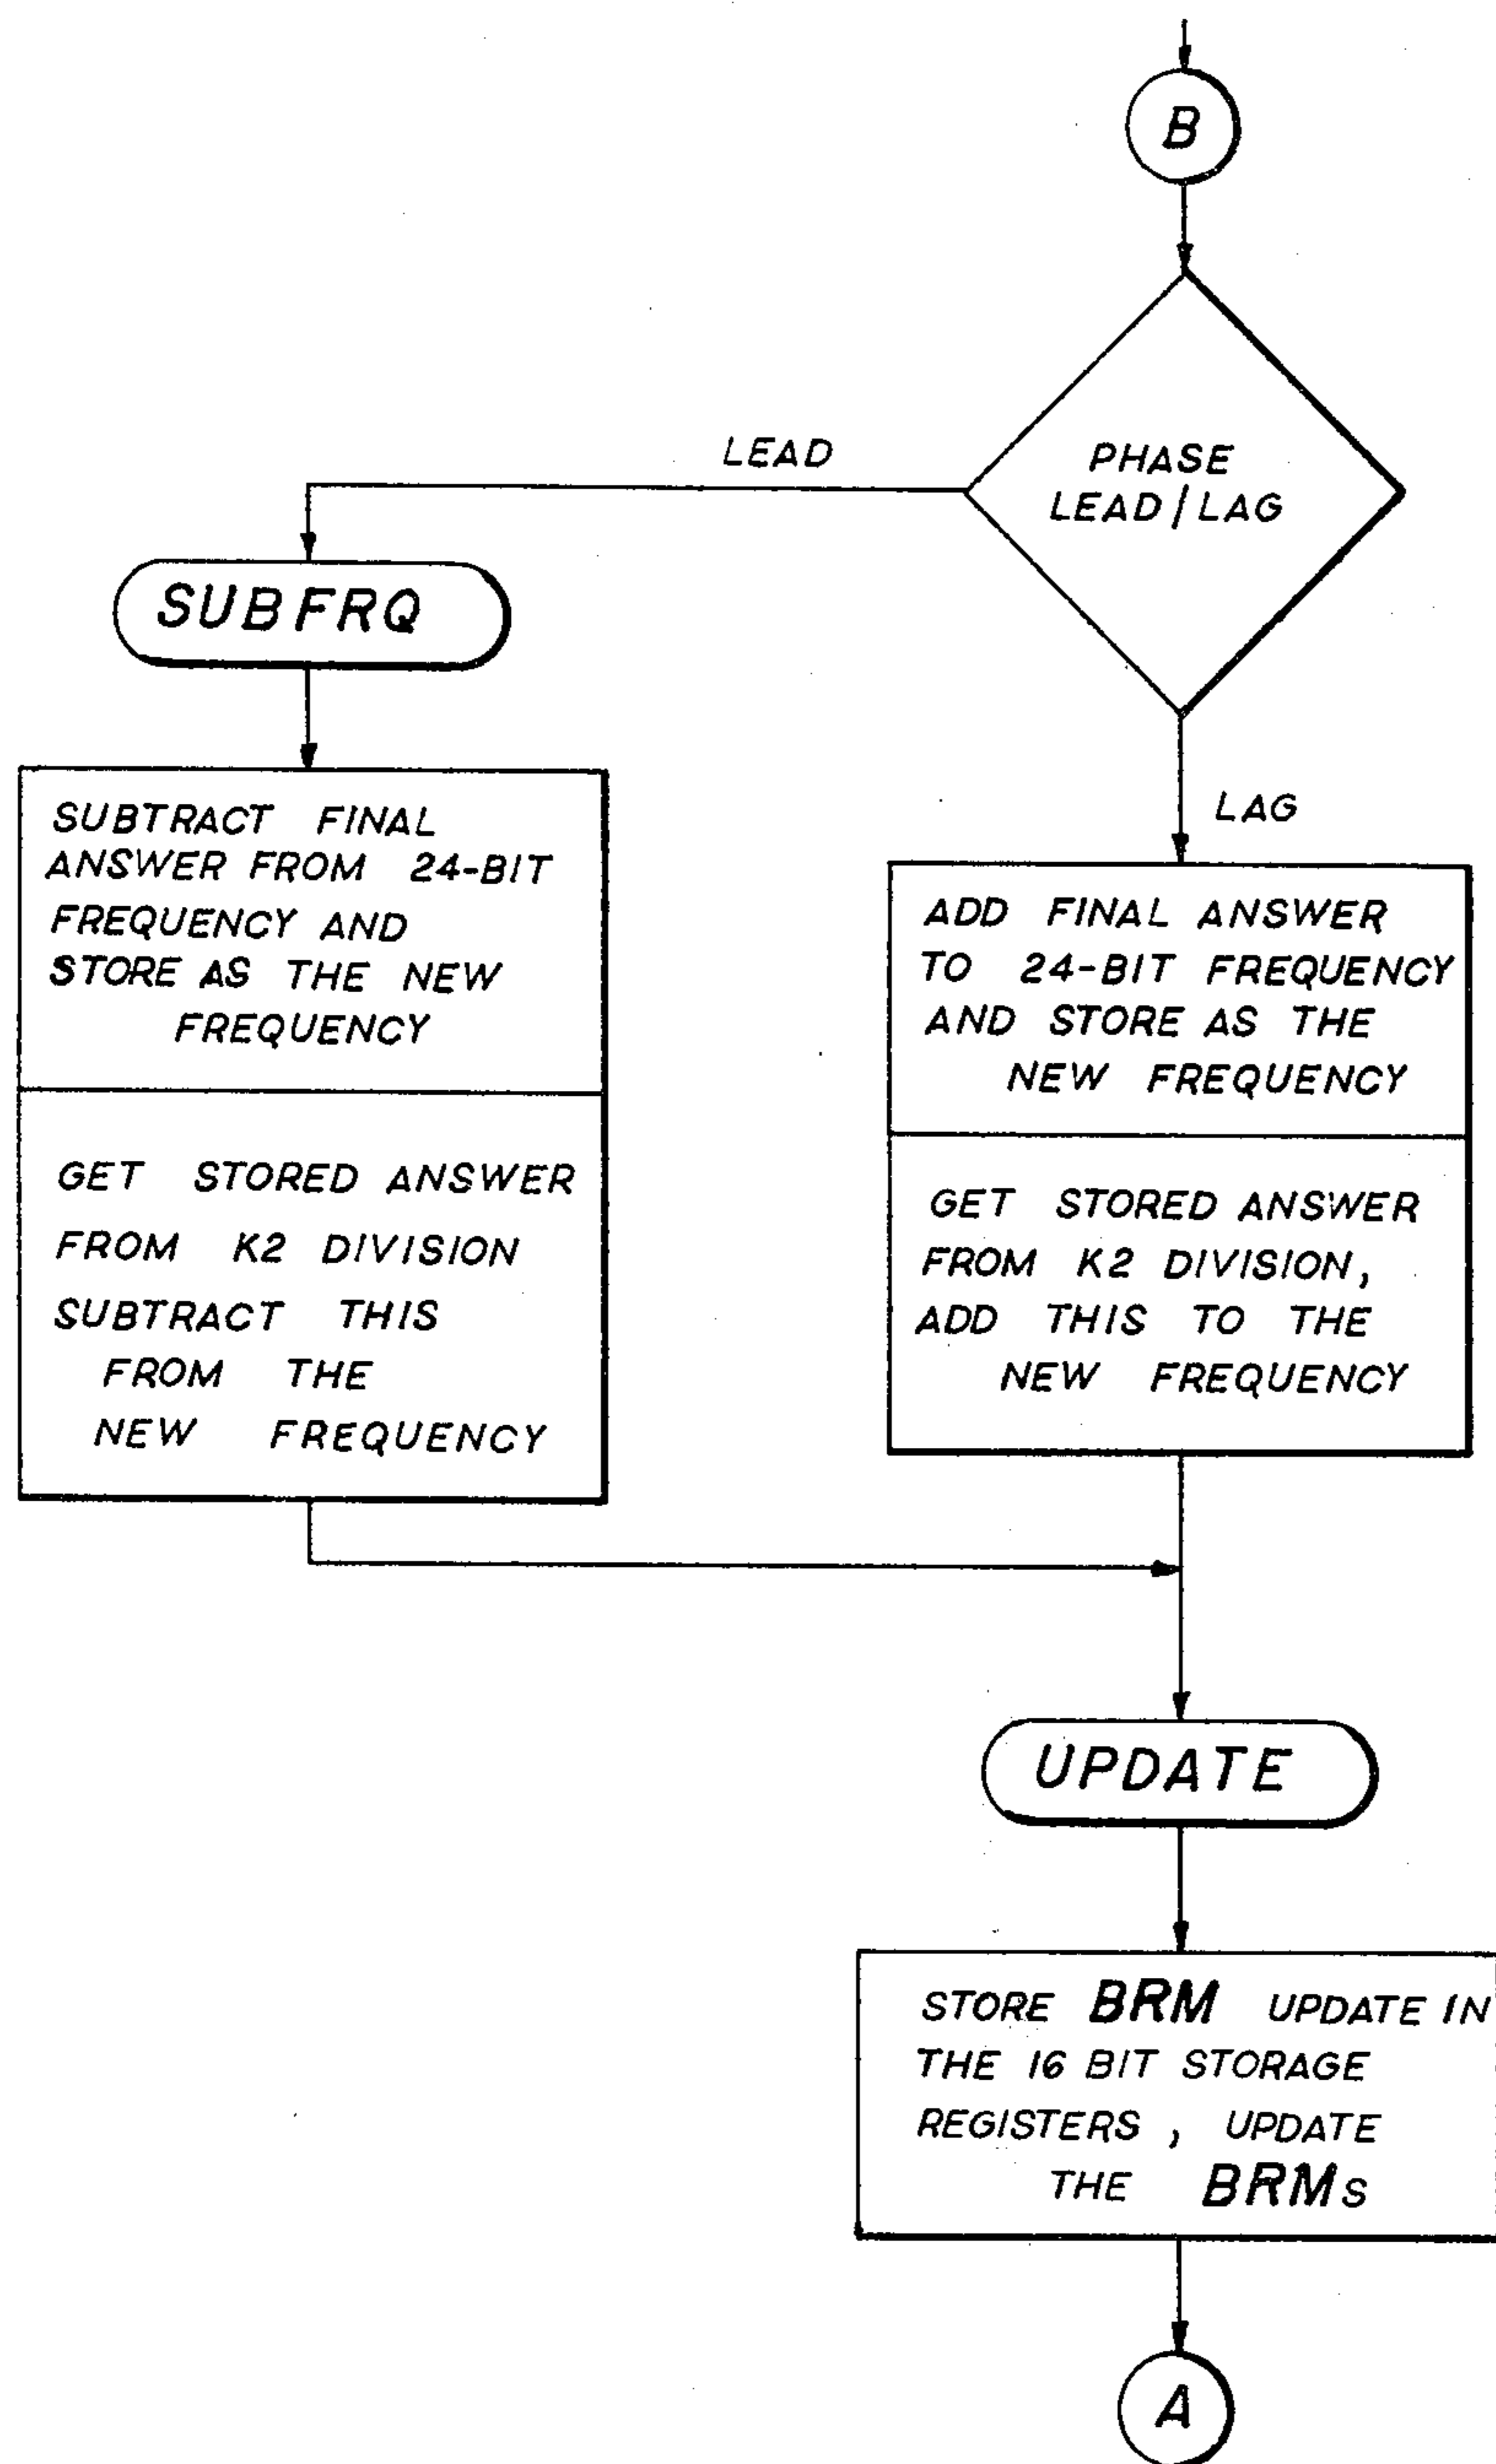 B
PHASE
LEAD/LAG
LEAD
SUBFRQ
SUBTRACT FINAL
ANSWER FROM 24-BIT
FREQUENCY AND
STORE AS THE NEW
FREQUENCY
GET STORED ANSWER
FROM K2 DIVISION
SUBTRACT THIS
FROM THE
NEW FREQUENCY
LAG
ADD FINAL ANSWER
TO 24-BIT FREQUENCY
AND STORE AS THE
NEW FREQUENCY
GET STORED ANSWER
FROM K2 DIVISION,
ADD THIS TO THE
NEW FREQUENCY
UPDATE
STORE BRM UPDATE IN
THE 16 BIT STORAGE
REGISTERS , UPDATE
THE BRMs
A